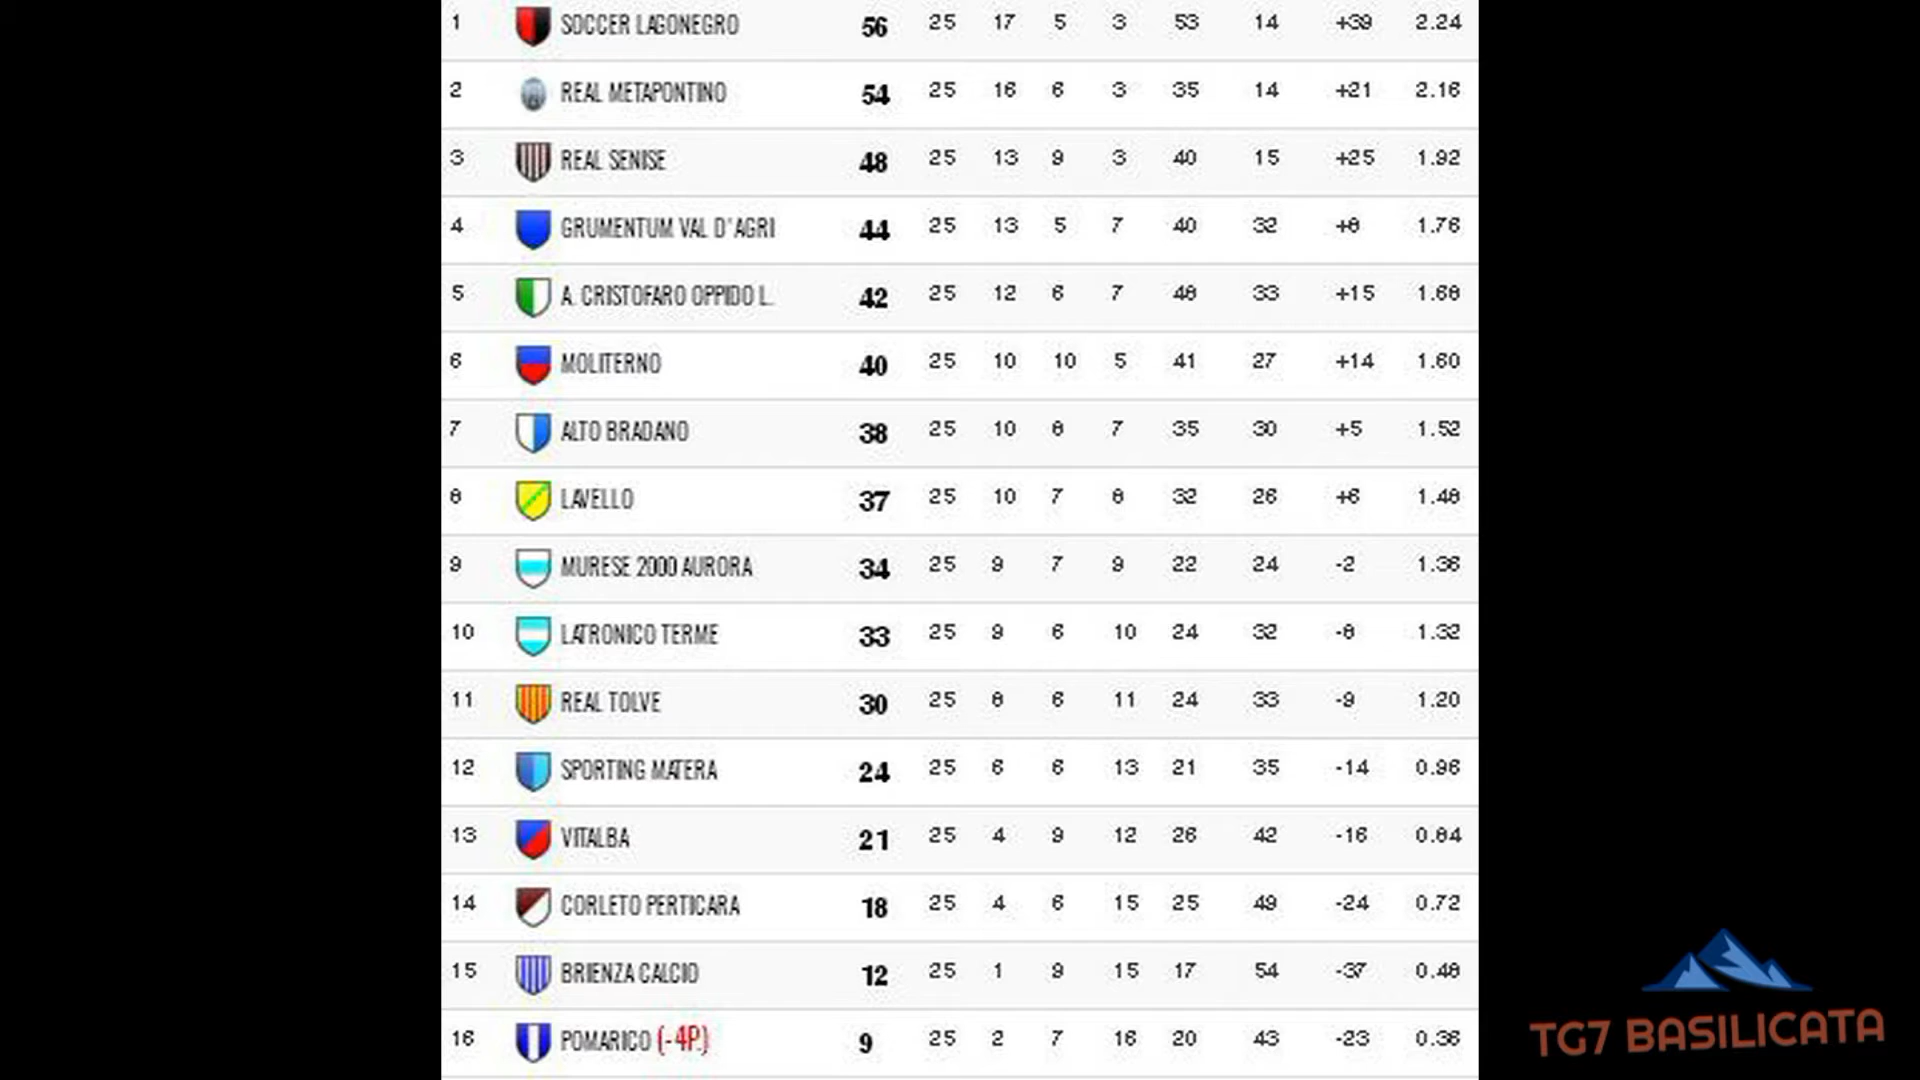 1 SOCCER LAGONEGRO 56 25 17 5 3 53 14 +39 2.24
2 REAL METAPONTINO 54 25 16 6 3 35 14 +21 2.16
3 REAL SENISE 48 25 13 9 3 40 15 +25 1.92
4 GRUMENTUM VAL D'AGRI 44 25 13 5 7 40 32 +8 1.76
5 A. CRISTOFARO OPPIDO L. 42 25 12 6 7 48 33 +15 1.68
6 MOLITERNO 40 25 10 10 5 41 27 +14 1.60
7 ALTO BRADANO 38 25 10 8 7 35 30 +5 1.52
8 LAVELLO 37 25 10 7 8 32 26 +6 1.48
9 MURESE 2000 AURORA 34 25 9 7 9 22 24 -2 1.36
10 LATRONICO TERME 33 25 9 6 10 24 32 -8 1.32
11 REAL TOLVE 30 25 8 6 11 24 33 -9 1.20
12 SPORTING MATERA 24 25 6 6 13 21 35 -14 0.96
13 VITALBA 21 25 4 9 12 26 42 -16 0.84
14 CORLETO PERTICARA 18 25 4 6 15 25 49 -24 0.72
15 BRIENZA CALCIO 12 25 1 9 15 17 54 -37 0.48
16 POMARICO (-4P.) 9 25 2 7 16 20 43 -23 0.36
TG7 BASILICATA